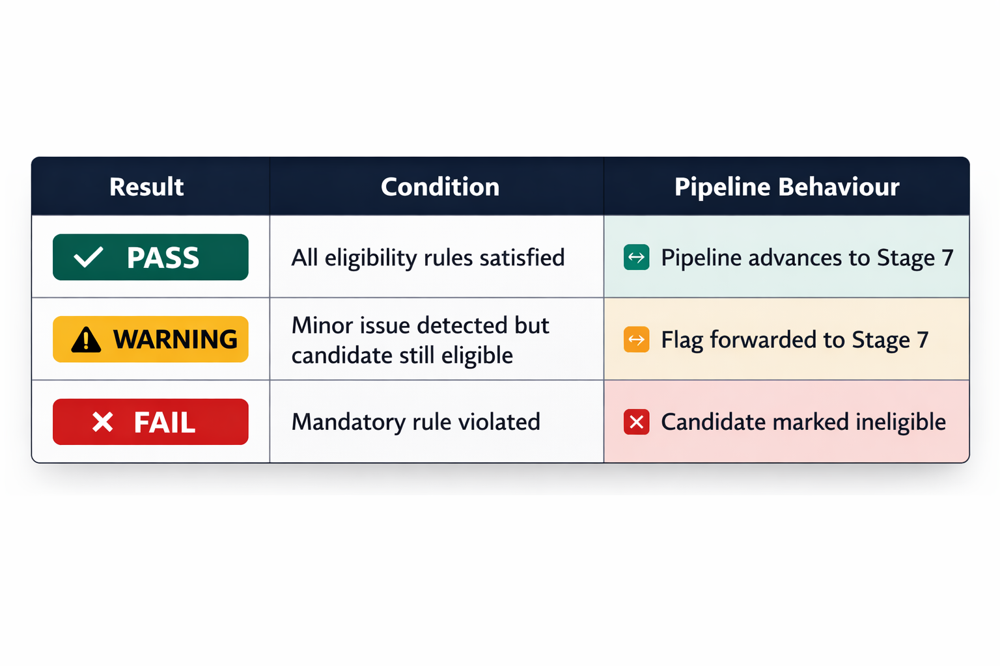 Result
Condition
Pipeline Behaviour
PASS
All eligibility rules satisfied
Pipeline advances to Stage 7
WARNING
Minor issue detected but
candidate still eligible
Flag forwarded to Stage 7
FAIL
Mandatory rule violated
Candidate marked ineligible